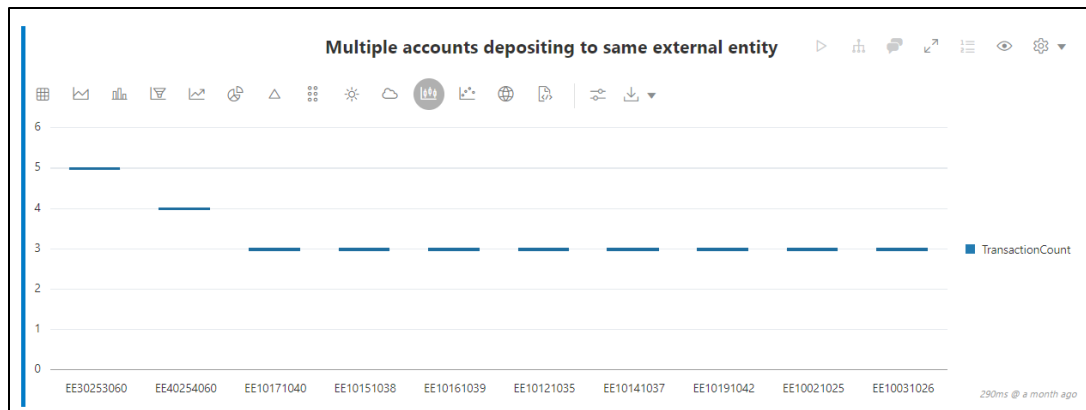 Multiple accounts depositing to same external entity
6
5
4
3
2
1
0
TransactionCount
EE30253060 EE40254060 EE10171040 EE10151038 EE10161039 EE10121035 EE10141037 EE10191042 EE10021025 EE10031026
290ms @ a month ago